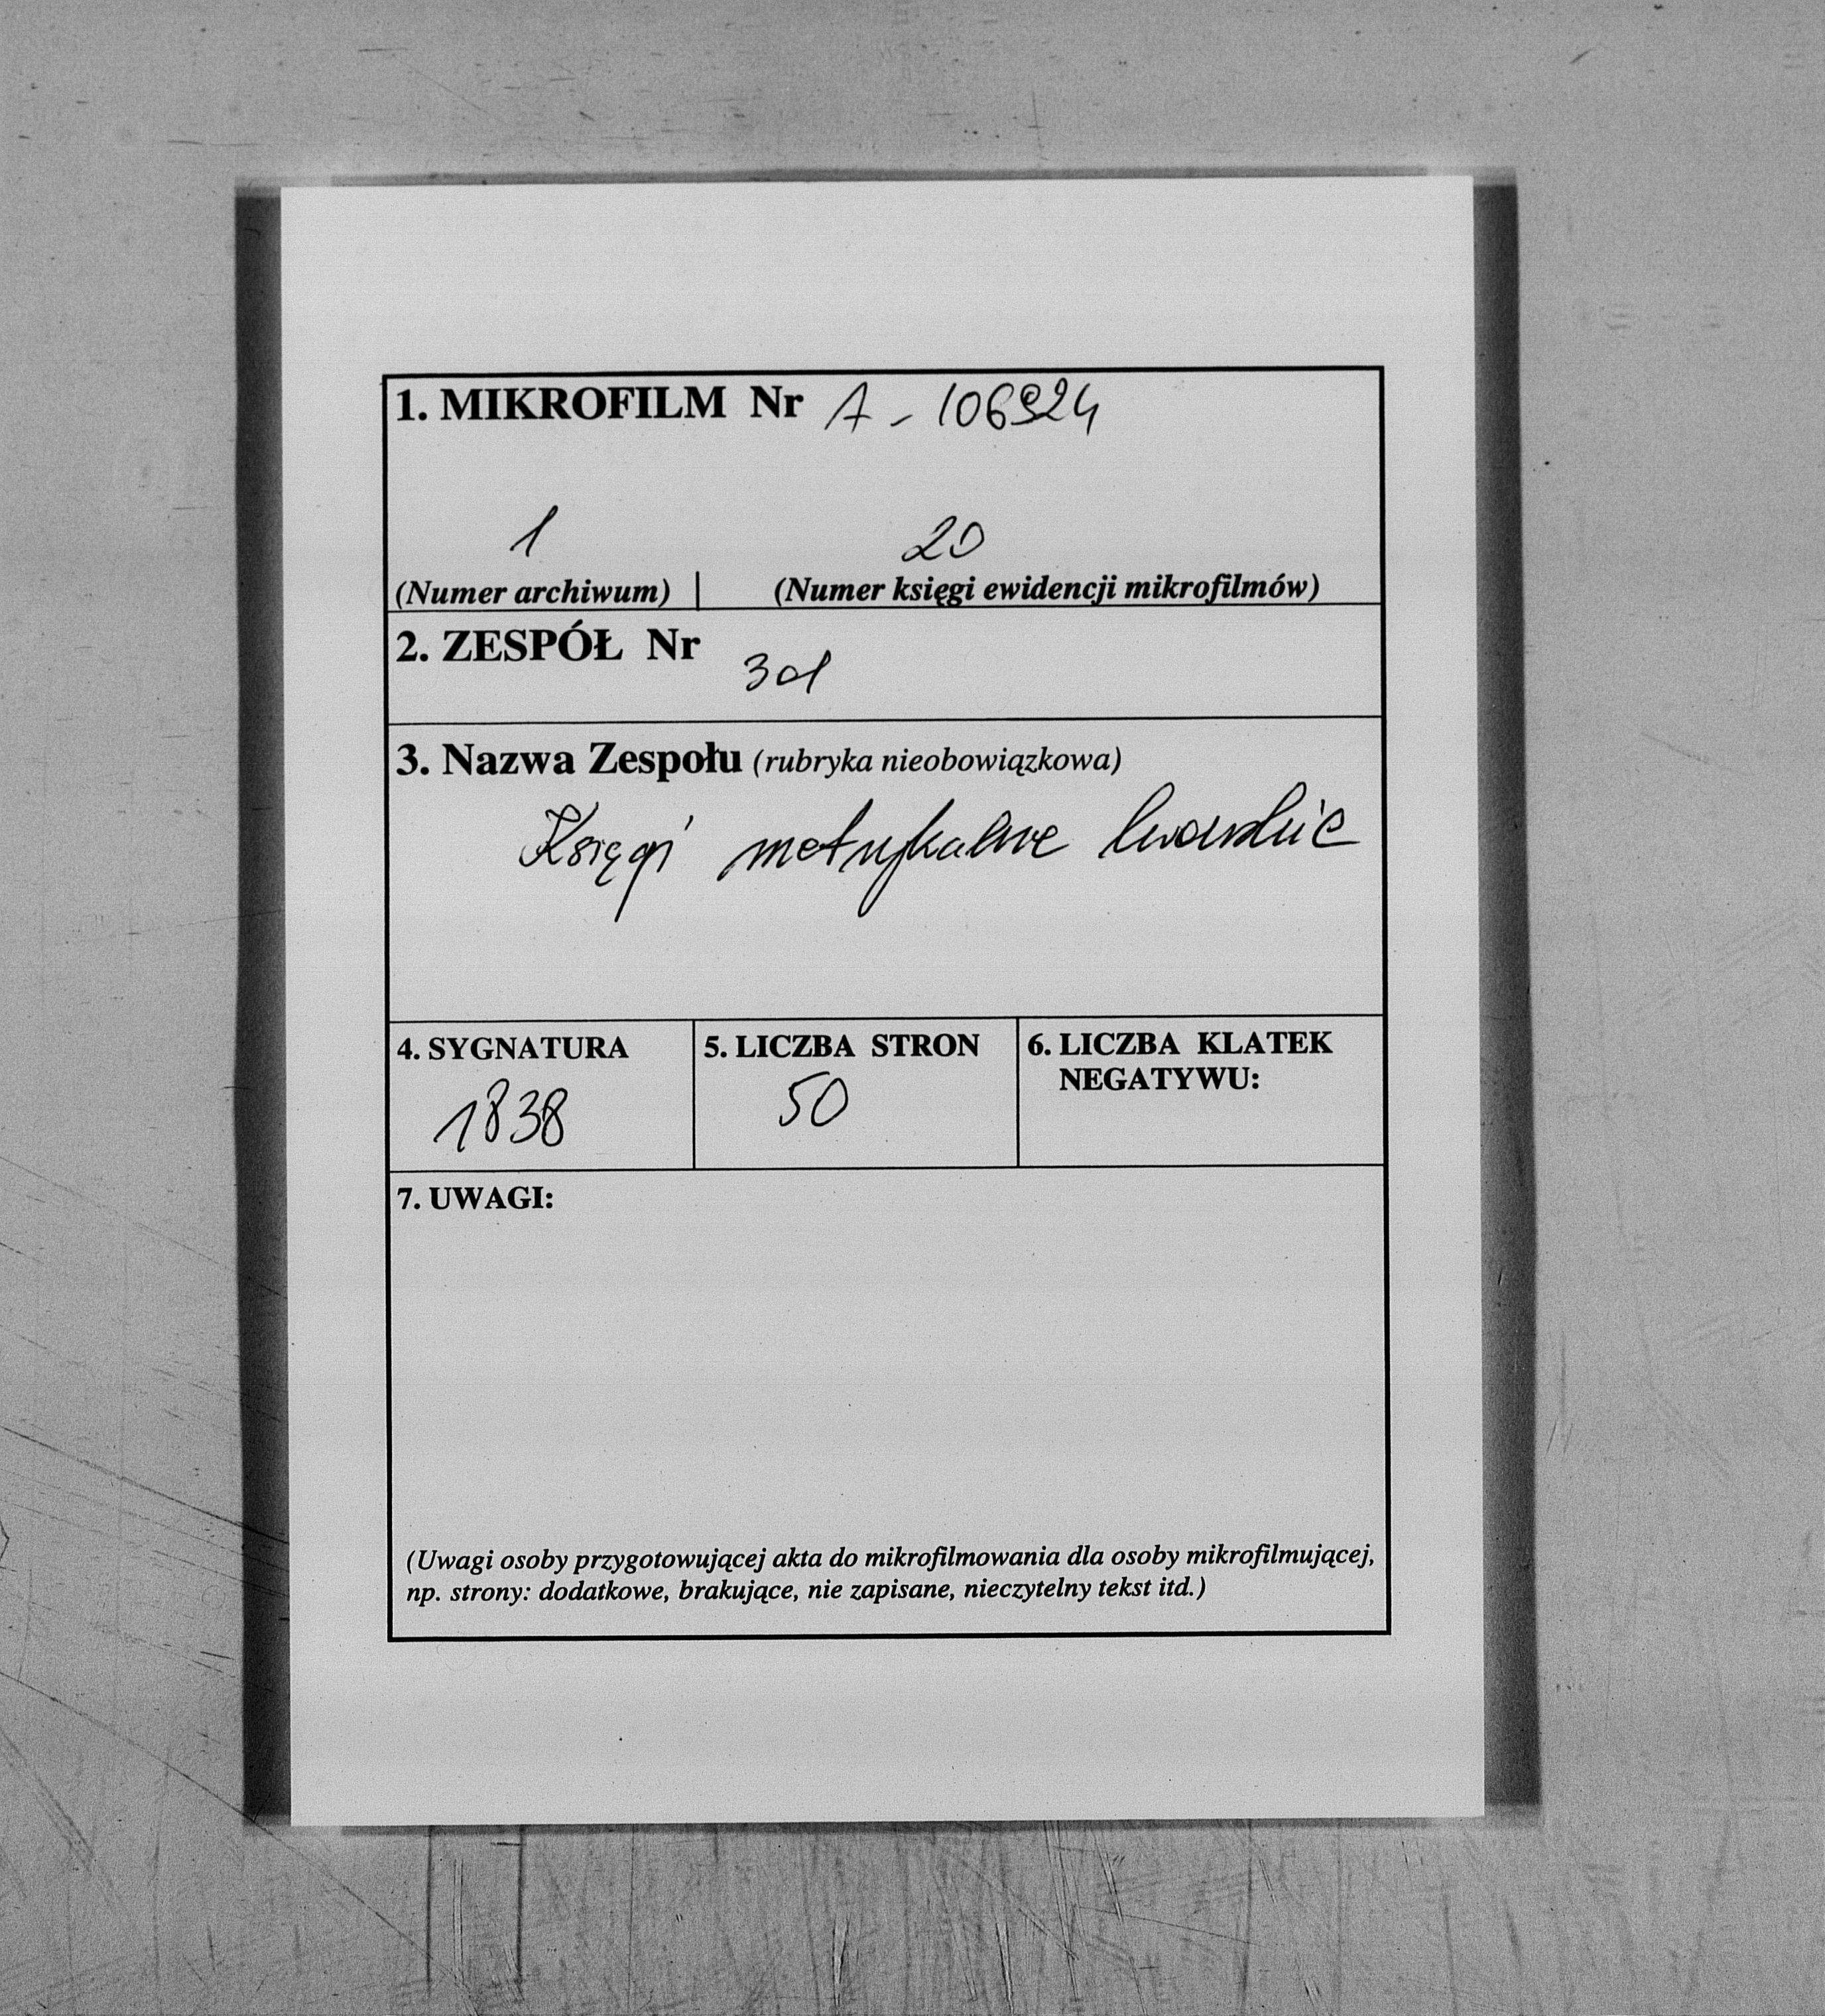 1. MIKROFILM Nr A - 106924
1 20
(Numer archiwum) | (Numer księgi ewidencji mikrofilmów)
2. ZESPÓŁ Nr 301
3. Nazwa Zespołu (rubryka nieobowiązkowa)
Księgi metrykalne lwowskie
4. SYGNATURA
1838
5. LICZBA STRON
50
6. LICZBA KLATEK
NEGATYWU:
7. UWAGI:
(Uwagi osoby przygotowującej akta do mikrofilmowania dla osoby mikrofilmującej,
np. strony: dodatkowe, brakujące, nie zapisane, nieczytelny tekst itd.)